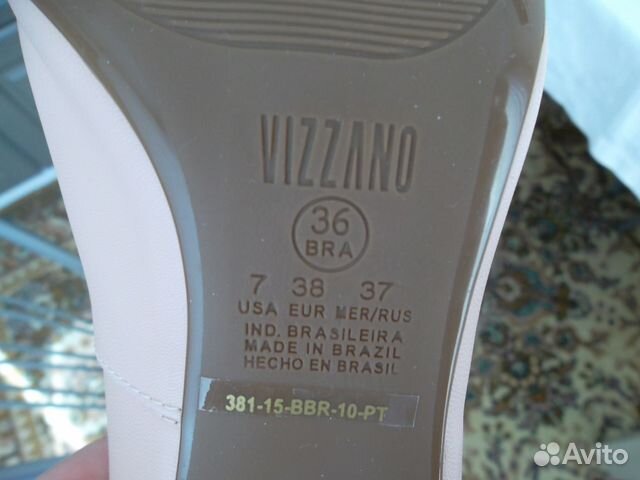 VIZZANO
36
BRA
7 38 37
USA EUR MER/RUS
IND. BRASILEIRA
MADE IN BRAZIL
HECHO EN BRASIL
381-15-BBR-10-PT
Avito